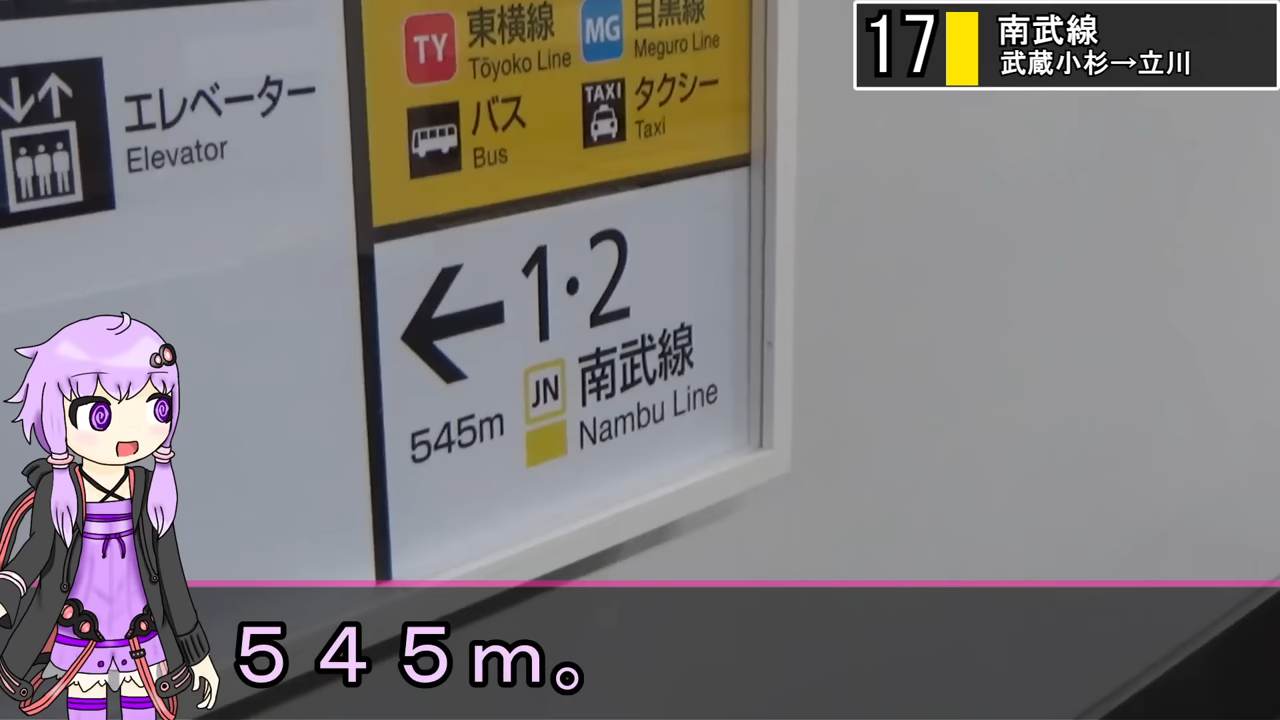 エレベーター
Elevator
TY 東横線
Tōyoko Line
MG 目黒線
Meguro Line
バス
Bus
TAXI タクシー
Taxi
←1・2
545m
JN 南武線
Nambu Line
17 南武線
武蔵小杉→立川
545m。